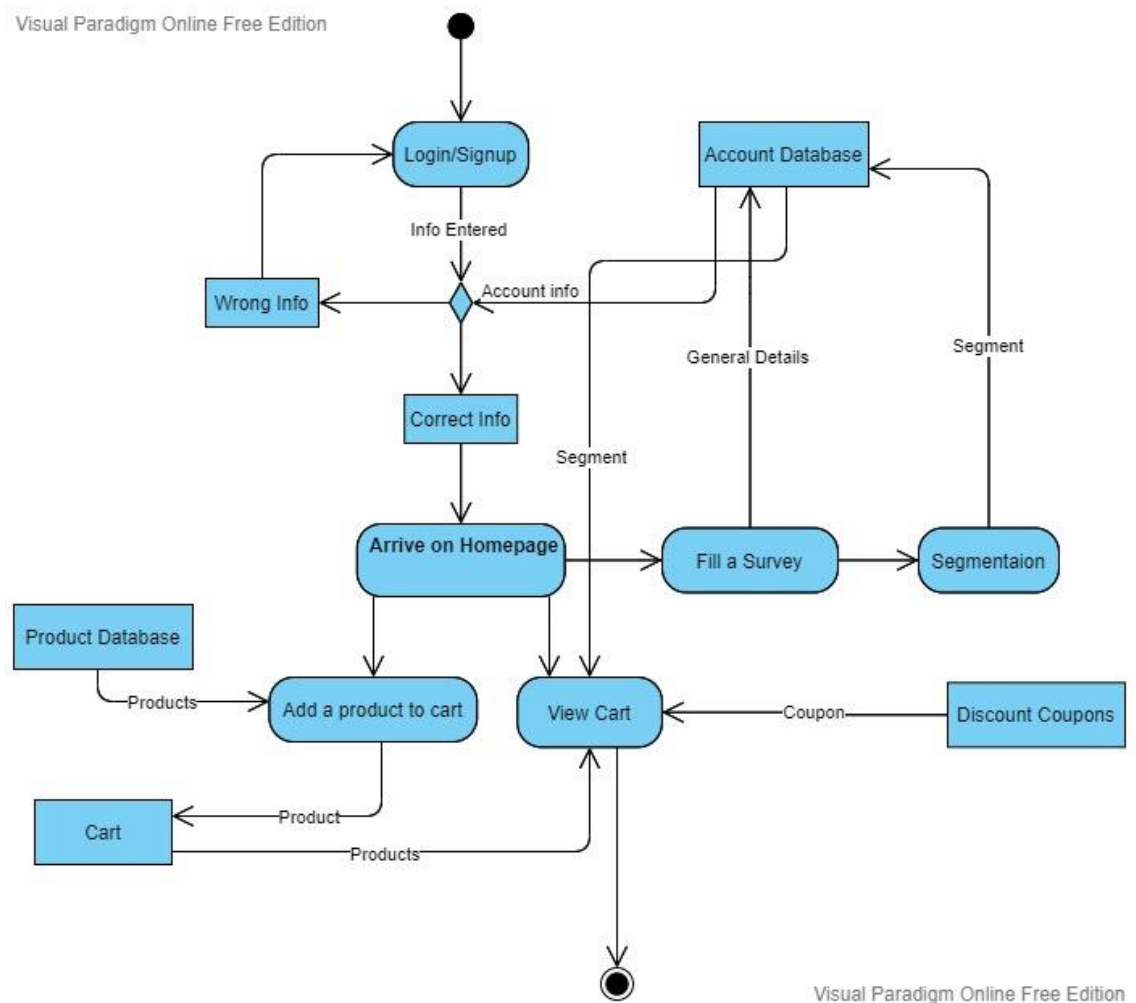 Visual Paradigm Online Free Edition
Login/Signup
Account Database
Info Entered
Wrong Info
Account info
General Details
Segment
Correct Info
Segment
Arrive on Homepage
Fill a Survey
Segmentaion
Product Database
Products
Add a product to cart
View Cart
Coupon
Discount Coupons
Product
Cart
Products
Visual Paradigm Online Free Edition